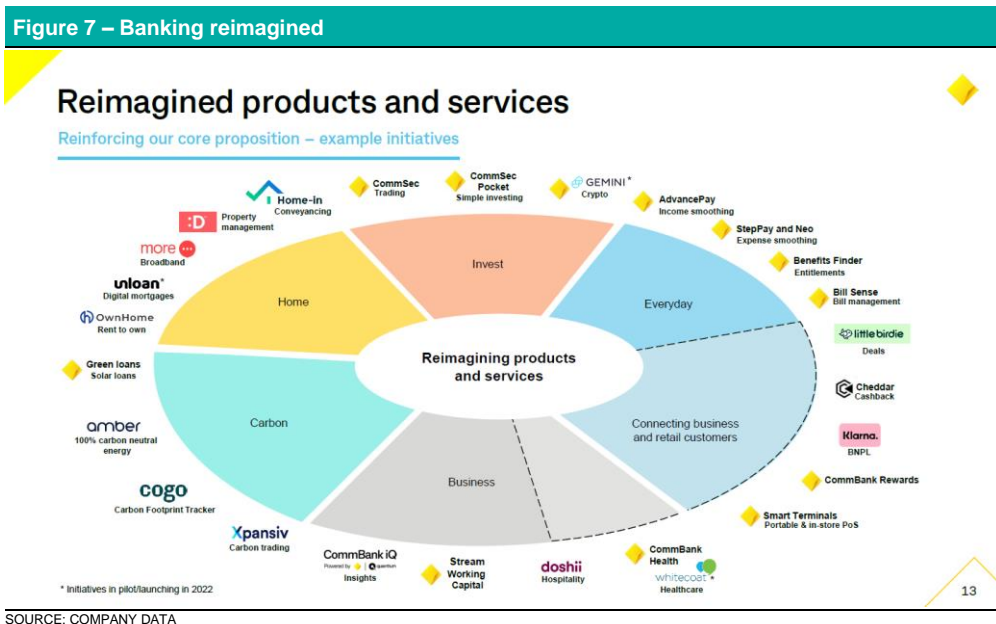 Figure 7 – Banking reimagined
Reimagined products and services
Reinforcing our core proposition – example initiatives
CommSec
Trading
CommSec
Pocket
Simple investing
GEMINI*
Crypto
AdvancePay
Income smoothing
StepPay and Neo
Expense smoothing
Benefits Finder
Entitlements
Bill Sense
Bill management
littlebirdie
Deals
Cheddar
Cashback
Klarna.
BNPL
CommBank Rewards
Smart Terminals
Portable & in-store PoS
CommBank
Health
whitecoat *
Healthcare
doshii
Hospitality
Stream
Working
Capital
CommBank iQ
Powered by | quantium
Insights
Xpansiv
Carbon trading
cogo
Carbon Footprint Tracker
amber
100% carbon neutral
energy
Green loans
Solar loans
OwnHome
Rent to own
unloan*
Digital mortgages
more
Broadband
:D
Property
management
Home-in
Conveyancing
Invest
Home
Everyday
Reimagining products
and services
Carbon
Connecting business
and retail customers
Business
* Initiatives in pilot/launching in 2022
13
SOURCE: COMPANY DATA